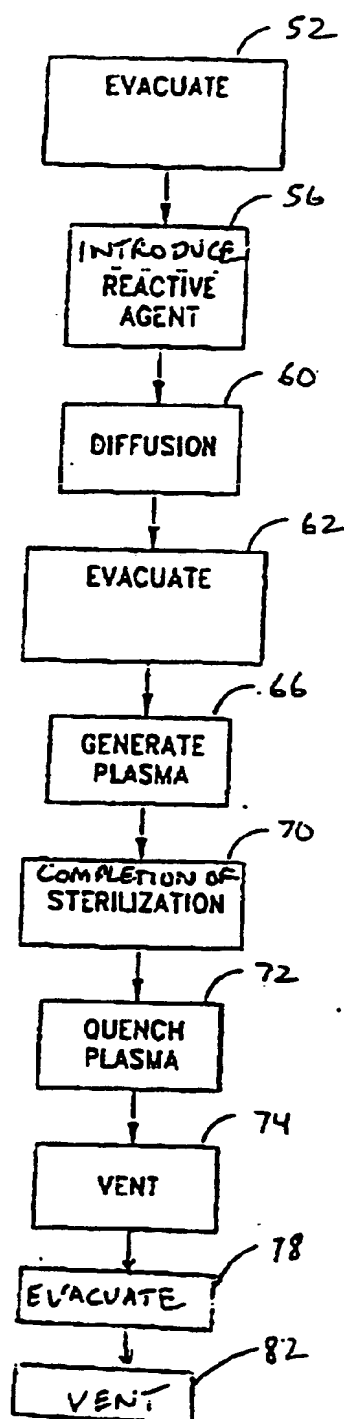 52
EVACUATE
56
INTRODUCE
REACTIVE
AGENT
60
DIFFUSION
62
EVACUATE
66
GENERATE
PLASMA
70
COMPLETION OF
STERILIZATION
72
QUENCH
PLASMA
74
VENT
78
EVACUATE
82
VENT